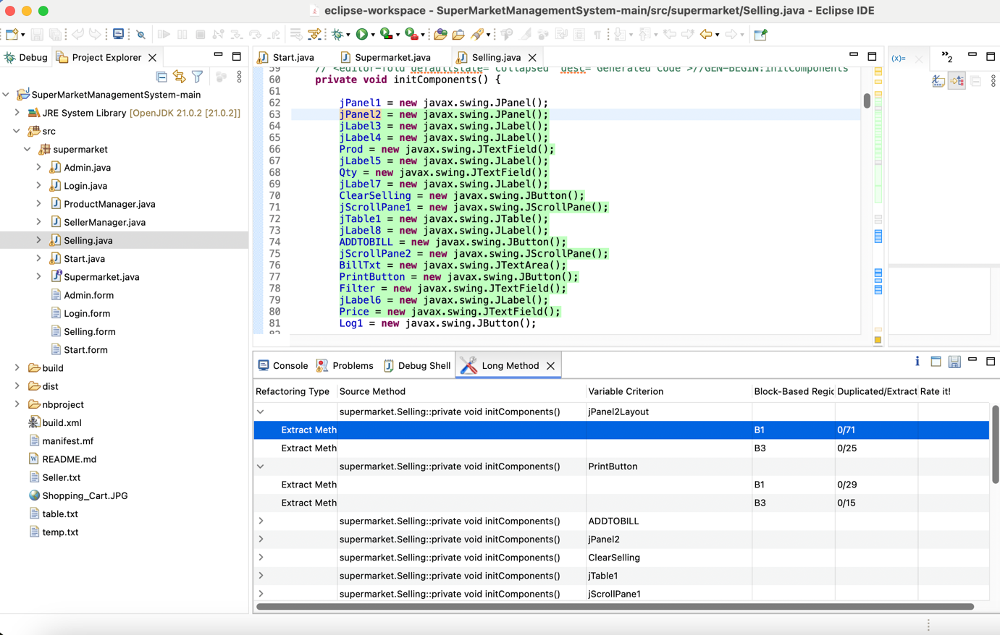 eclipse-workspace - SuperMarketManagementSystem-main/src/supermarket/Selling.java - Eclipse IDE
Debug
Project Explorer
SuperMarketManagementSystem-main
JRE System Library [OpenJDK 21.0.2 [21.0.2]]
src
supermarket
Admin.java
Login.java
ProductManager.java
SellerManager.java
Selling.java
Start.java
Supermarket.java
Admin.form
Login.form
Selling.form
Start.form
build
dist
nbproject
build.xml
manifest.mf
README.md
Seller.txt
Shopping_Cart.JPG
table.txt
temp.txt
Start.java
Supermarket.java
Selling.java
(x)=
»2
59 // <editor-fold defaultstate="collapsed" desc="Generated Code">//GEN-BEGIN:initComponents
60 private void initComponents() {
61
62 jPanel1 = new javax.swing.JPanel();
63 jPanel2 = new javax.swing.JPanel();
64 jLabel3 = new javax.swing.JLabel();
65 jLabel4 = new javax.swing.JLabel();
66 Prod = new javax.swing.JTextField();
67 jLabel5 = new javax.swing.JLabel();
68 Qty = new javax.swing.JTextField();
69 jLabel7 = new javax.swing.JLabel();
70 ClearSelling = new javax.swing.JButton();
71 jScrollPane1 = new javax.swing.JScrollPane();
72 jTable1 = new javax.swing.JTable();
73 jLabel8 = new javax.swing.JLabel();
74 ADDTOBILL = new javax.swing.JButton();
75 jScrollPane2 = new javax.swing.JScrollPane();
76 BillTxt = new javax.swing.JTextArea();
77 PrintButton = new javax.swing.JButton();
78 Filter = new javax.swing.JTextField();
79 jLabel6 = new javax.swing.JLabel();
80 Price = new javax.swing.JTextField();
81 Log1 = new javax.swing.JButton();
82
Console
Problems
Debug Shell
Long Method
Refactoring Type Source Method Variable Criterion Block-Based Regio Duplicated/Extract Rate it!
supermarket.Selling::private void initComponents() jPanel2Layout
Extract Meth B1 0/71
Extract Meth B3 0/25
supermarket.Selling::private void initComponents() PrintButton
Extract Meth B1 0/29
Extract Meth B3 0/15
supermarket.Selling::private void initComponents() ADDTOBILL
supermarket.Selling::private void initComponents() jPanel2
supermarket.Selling::private void initComponents() ClearSelling
supermarket.Selling::private void initComponents() jTable1
supermarket.Selling::private void initComponents() jScrollPane1